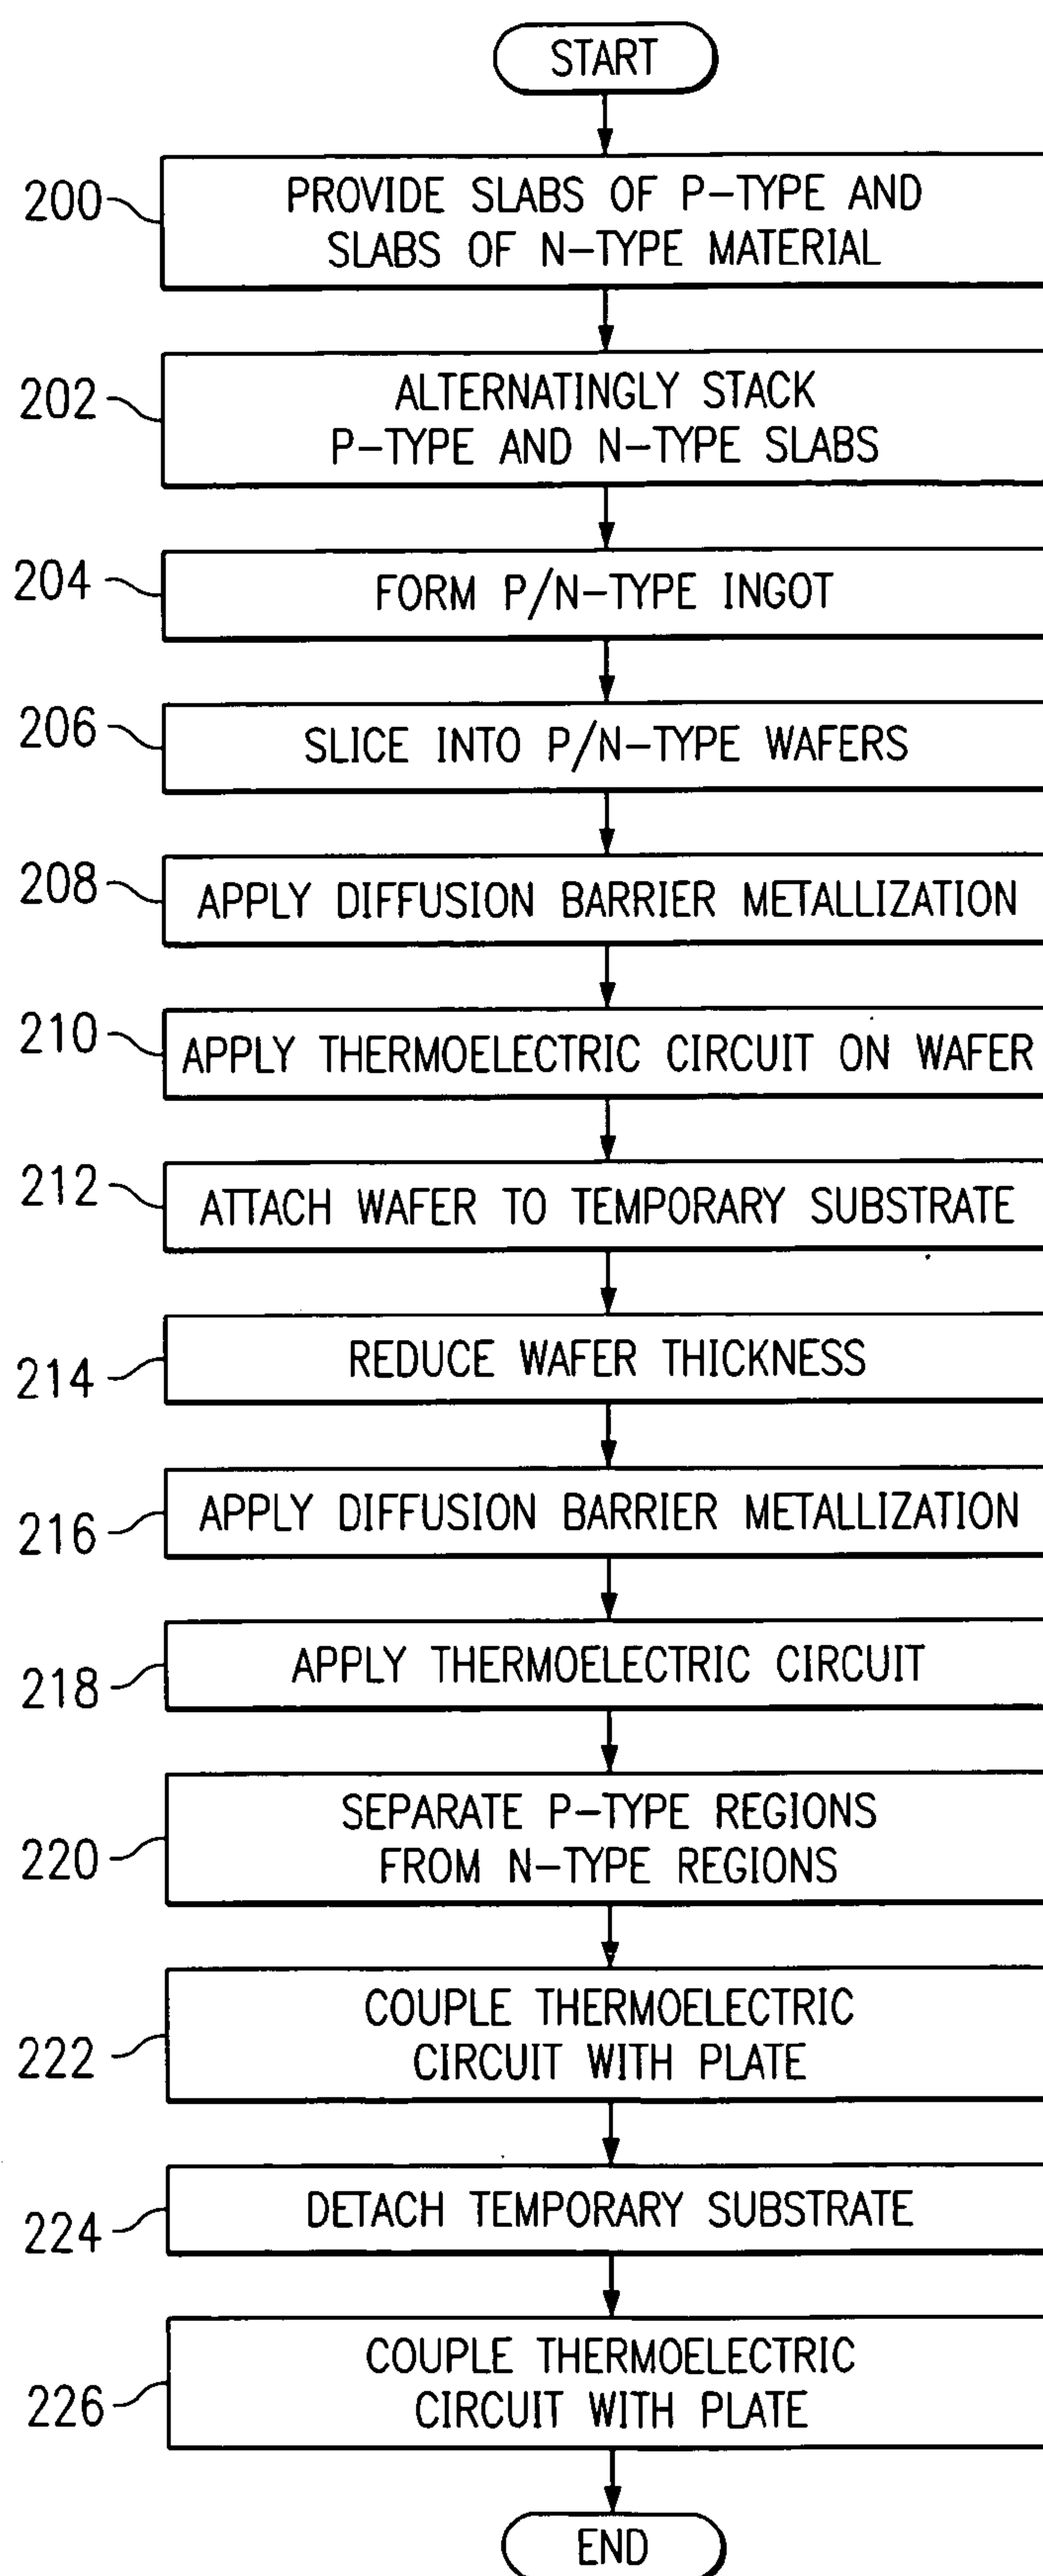 START
200
PROVIDE SLABS OF P-TYPE AND
SLABS OF N-TYPE MATERIAL
202
ALTERNATINGLY STACK
P-TYPE AND N-TYPE SLABS
204
FORM P/N-TYPE INGOT
206
SLICE INTO P/N-TYPE WAFERS
208
APPLY DIFFUSION BARRIER METALLIZATION
210
APPLY THERMOELECTRIC CIRCUIT ON WAFER
212
ATTACH WAFER TO TEMPORARY SUBSTRATE
214
REDUCE WAFER THICKNESS
216
APPLY DIFFUSION BARRIER METALLIZATION
218
APPLY THERMOELECTRIC CIRCUIT
220
SEPARATE P-TYPE REGIONS
FROM N-TYPE REGIONS
222
COUPLE THERMOELECTRIC
CIRCUIT WITH PLATE
224
DETACH TEMPORARY SUBSTRATE
226
COUPLE THERMOELECTRIC
CIRCUIT WITH PLATE
END